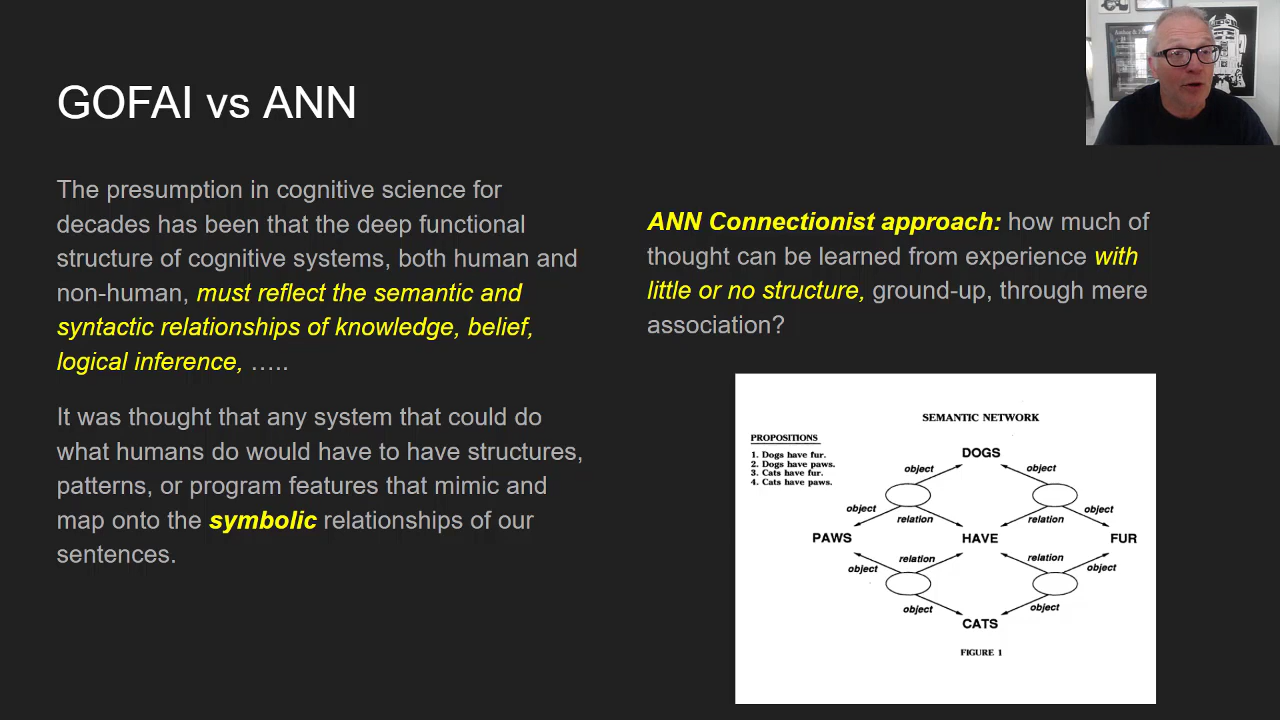 GOFAI vs ANN
The presumption in cognitive science for
decades has been that the deep functional
structure of cognitive systems, both human and
non-human, must reflect the semantic and
syntactic relationships of knowledge, belief,
logical inference, …..
It was thought that any system that could do
what humans do would have to have structures,
patterns, or program features that mimic and
map onto the symbolic relationships of our
sentences.
ANN Connectionist approach: how much of
thought can be learned from experience with
little or no structure, ground-up, through mere
association?
SEMANTIC NETWORK
PROPOSITIONS
1. Dogs have fur.
2. Dogs have paws.
3. Cats have fur.
4. Cats have paws.
DOGS
object object
object relation relation object
PAWS HAVE FUR
object relation relation object
object object
CATS
FIGURE 1